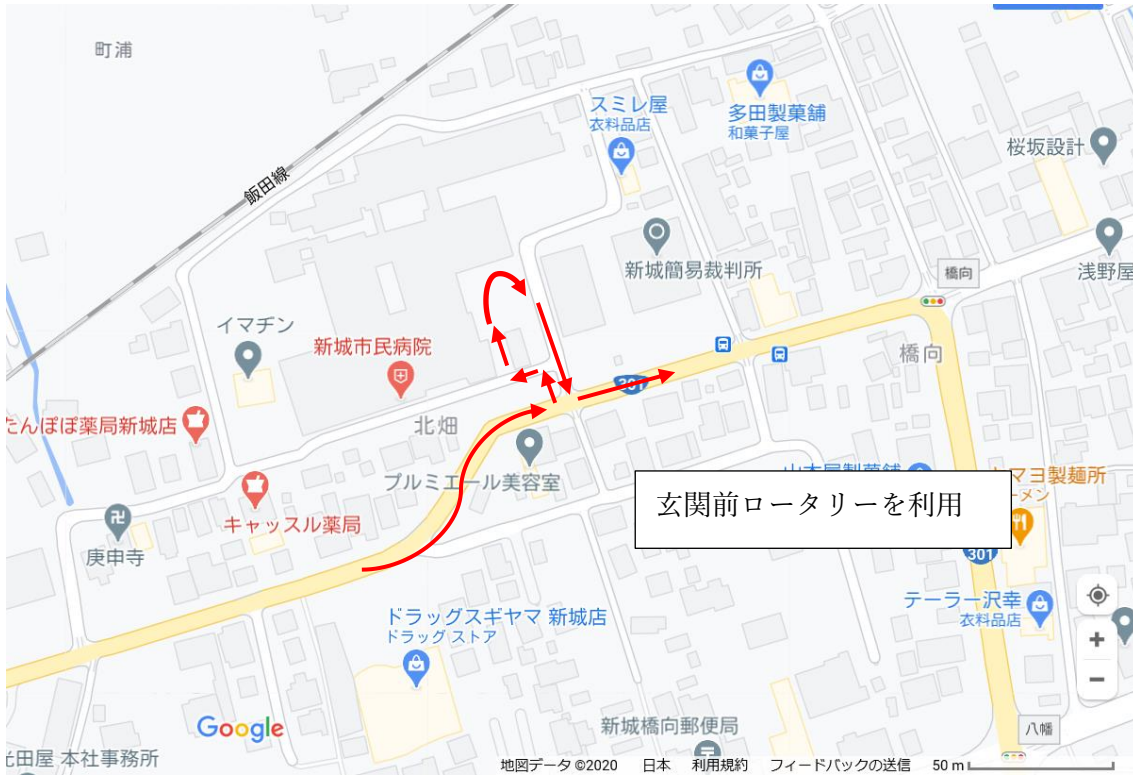 町浦
スミレ屋
衣料品店
多田製菓舗
和菓子屋
桜坂設計
飯田線
新城簡易裁判所
橋向
浅野屋
イマヂン
新城市民病院
橋向
301
たんぽぽ薬局新城店
北畑
プルミエール美容室
キャッスル薬局
卍
庚申寺
玄関前ロータリーを利用
301
テーラー沢幸
衣料品店
ドラッグスギヤマ 新城店
ドラッグ ストア
Google
新城橋向郵便局
八幡
本社事務所
地図データ ©2020 日本 利用規約 フィードバックの送信 50 m